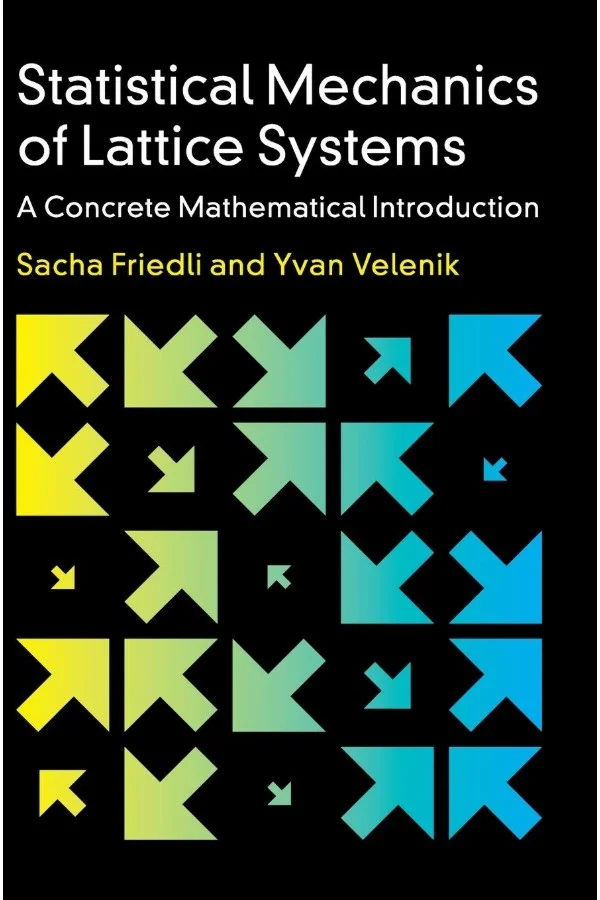 Statistical Mechanics
of Lattice Systems
A Concrete Mathematical Introduction
Sacha Friedli and Yvan Velenik